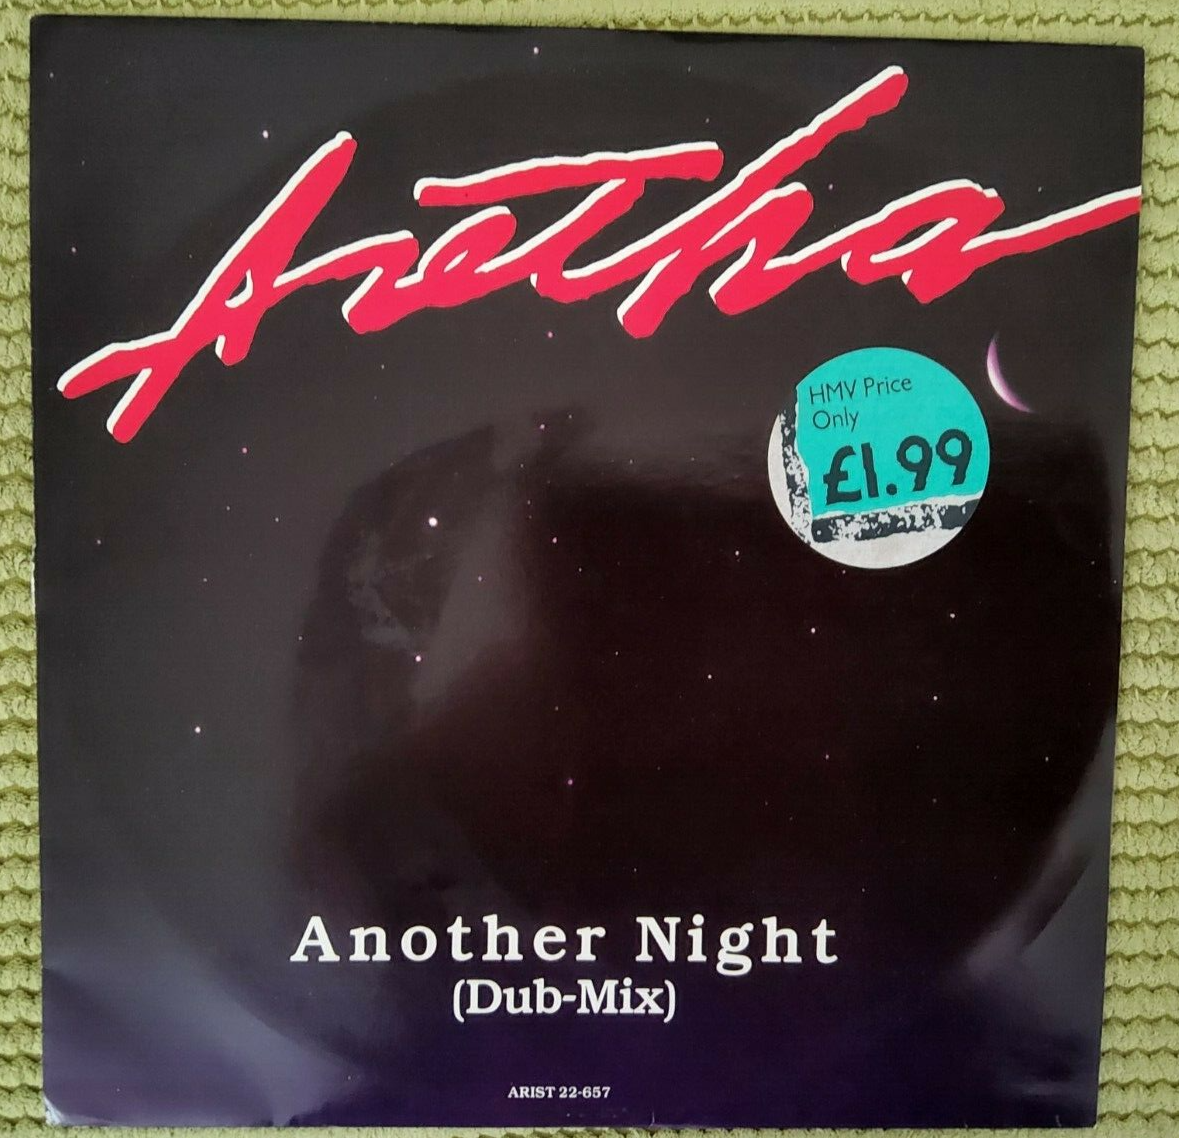 Aretha
HMV Price
Only
£1.99
Another Night
(Dub-Mix)
ARIST 22-657